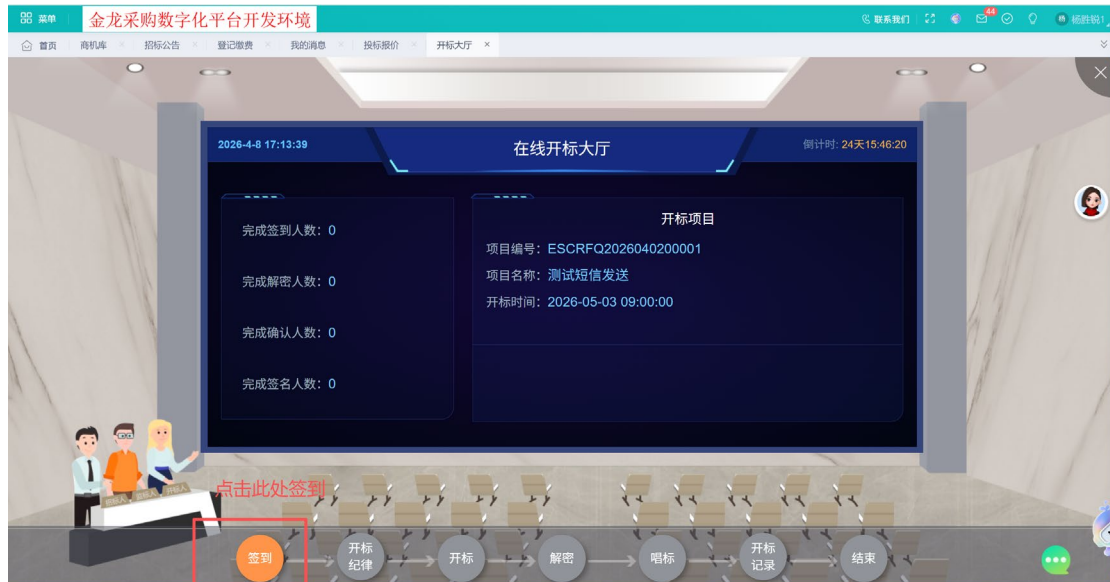 菜单 金龙采购数字化平台开发环境 联系我们 44 杨 杨胜锐1
首页 商机库 招标公告 登记缴费 我的消息 投标报价 开标大厅
2026-4-8 17:13:39 在线开标大厅 倒计时: 24天15:46:20
完成签到人数: 0
完成解密人数: 0
完成确认人数: 0
完成签名人数: 0
开标项目
项目编号: ESCRFQ2026040200001
项目名称: 测试短信发送
开标时间: 2026-05-03 09:00:00
点击此处签到
签到 开标纪律 开标 解密 唱标 开标记录 结束